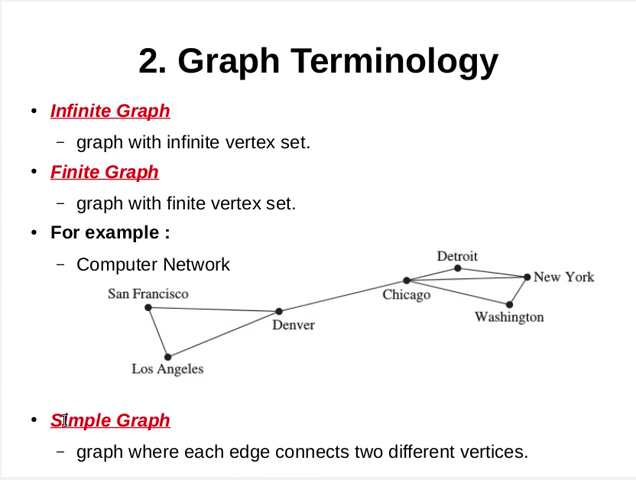 2. Graph Terminology
• Infinite Graph
– graph with infinite vertex set.
• Finite Graph
– graph with finite vertex set.
• For example :
– Computer Network
Detroit
New York
San Francisco
Chicago
Washington
Denver
Los Angeles
• Simple Graph
– graph where each edge connects two different vertices.